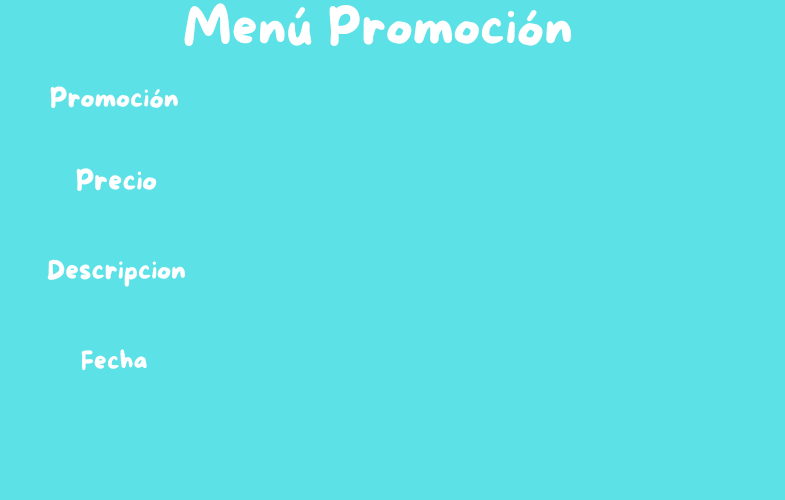 Menú Promoción
Promoción
Precio
Descripcion
Fecha